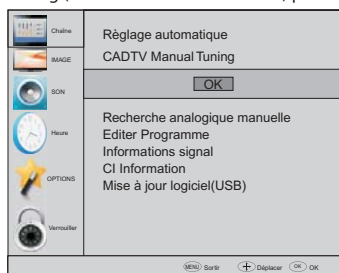 Chaîne
IMAGE
SON
Heure
OPTIONS
Verrouiller
Règlage automatique
CADTV Manual Tuning
OK
Recherche analogique manuelle
Editer Programme
Informations signal
CI Information
Mise à jour logiciel(USB)
MENU Sortir Déplacer OK OK